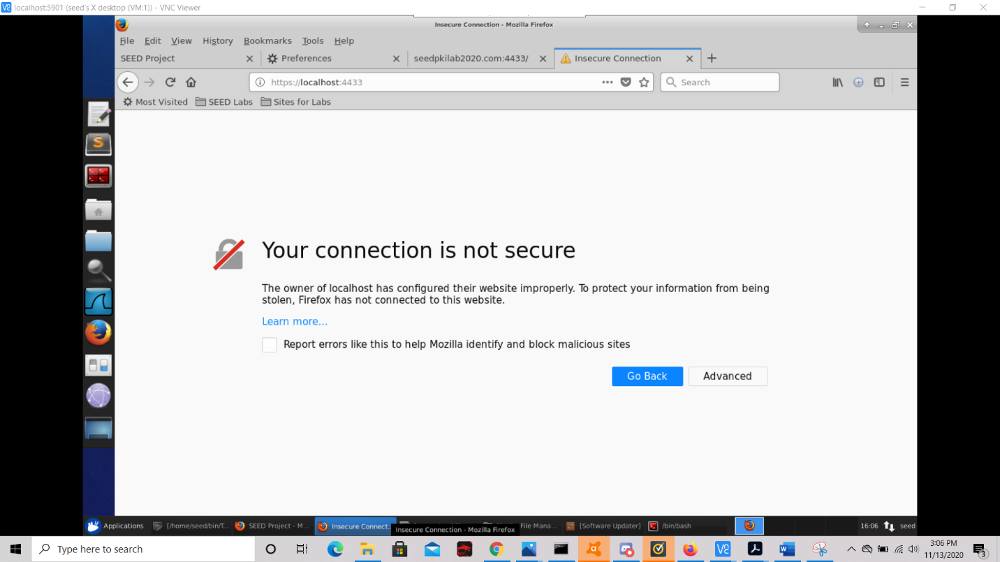 localhost:5901 (seed's X desktop (VM:1)) - VNC Viewer
Insecure Connection - Mozilla Firefox
File Edit View History Bookmarks Tools Help
SEED Project Preferences seedpkilab2020.com:4433/ Insecure Connection
https://localhost:4433 Search
Most Visited SEED Labs Sites for Labs
Your connection is not secure
The owner of localhost has configured their website improperly. To protect your information from being
stolen, Firefox has not connected to this website.
Learn more...
Report errors like this to help Mozilla identify and block malicious sites
Go Back Advanced
Applications [/home/seed/bin/T... SEED Project - M... Insecure Connect... File Mana... [Software Updater] /bin/bash 16:06 seed
Insecure Connection - Mozilla Firefox
Type here to search
3:06 PM
11/13/2020
3